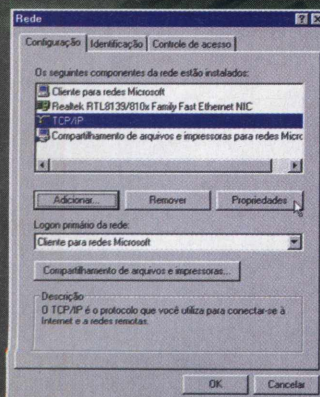 Rede
Configuração Identificação Controle de acesso
Os seguintes componentes da rede estão instalados:
Cliente para redes Microsoft
Realtek RTL8139/810x Family Fast Ethernet NIC
TCP/IP
Compartilhamento de arquivos e impressoras para redes Micro
Adicionar... Remover Propriedades
Logon primário da rede:
Cliente para redes Microsoft
Compartilhamento de arquivos e impressoras...
Descrição
O TCP/IP é o protocolo que você utiliza para conectar-se à
Internet e a redes remotas.
OK Cancelar